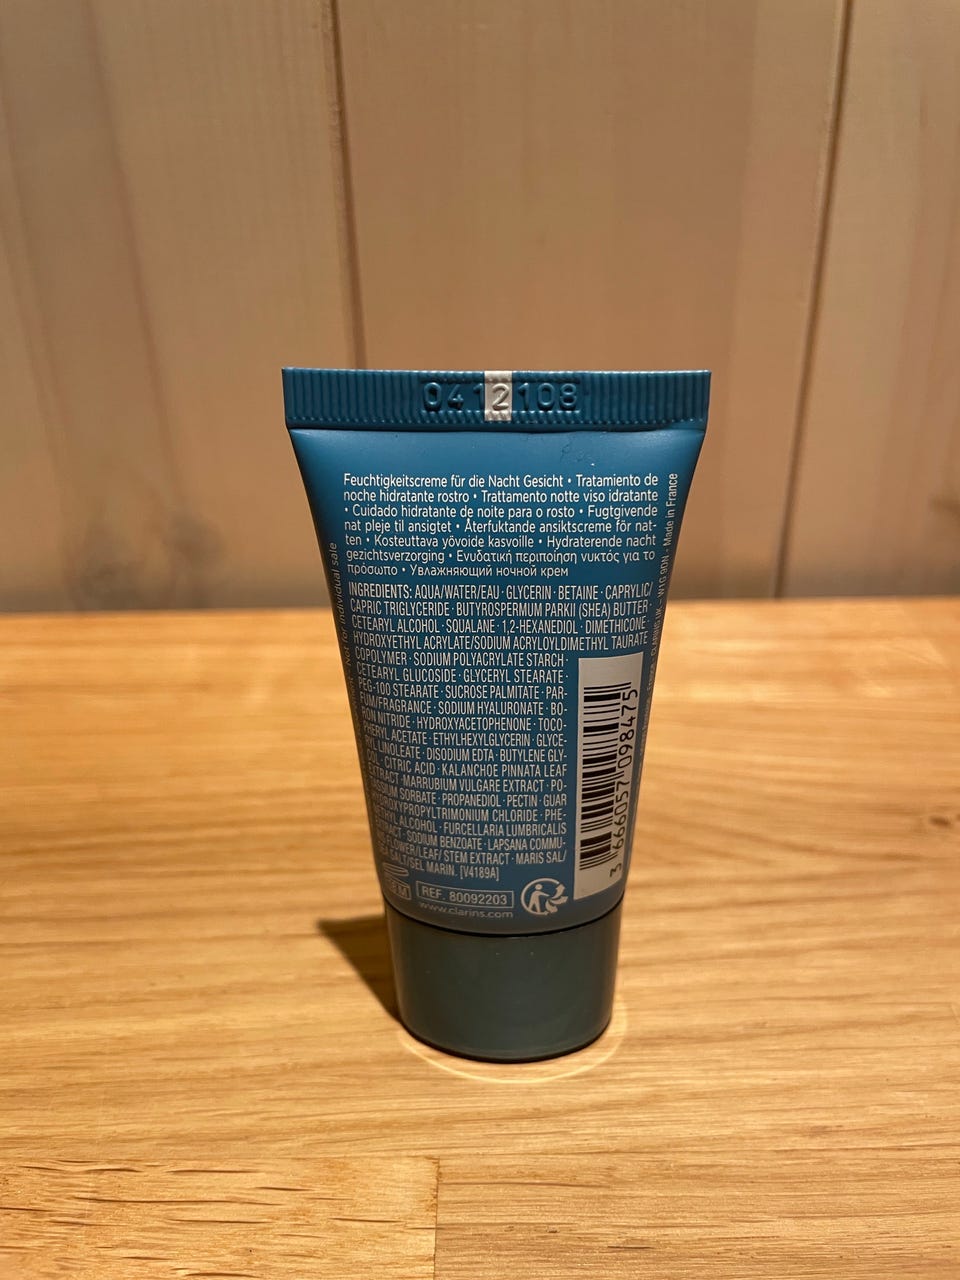 0412108
Feuchtigkeitscreme für die Nacht Gesicht • Tratamiento de
noche hidratante rostro • Trattamento notte viso idratante
• Cuidado hidratante de noite para o rosto • Fugtgivende
nat pleje til ansigtet • Återfuktande ansiktscreme för nat-
ten • Kosteuttava yövoide kasvoille • Hydraterende nacht
gezichtsverzorging • Ενυδατική περιποίηση νυκτός για το
πρόσωπο • Увлажняющий ночной крем
INGREDIENTS: AQUA/WATER/EAU · GLYCERIN · BETAINE · CAPRYLIC/
CAPRIC TRIGLYCERIDE · BUTYROSPERMUM PARKII (SHEA) BUTTER ·
CETEARYL ALCOHOL · SQUALANE · 1,2-HEXANEDIOL · DIMETHICONE ·
HYDROXYETHYL ACRYLATE/SODIUM ACRYLOYLDIMETHYL TAURATE
COPOLYMER · SODIUM POLYACRYLATE STARCH ·
CETEARYL GLUCOSIDE · GLYCERYL STEARATE ·
PEG-100 STEARATE · SUCROSE PALMITATE · PAR-
FUM/FRAGRANCE · SODIUM HYALURONATE · BO-
RON NITRIDE · HYDROXYACETOPHENONE · TOCO-
PHERYL ACETATE · ETHYLHEXYLGLYCERIN · GLYCE-
RYL LINOLEATE · DISODIUM EDTA · BUTYLENE GLY-
COL · CITRIC ACID · KALANCHOE PINNATA LEAF
EXTRACT · MARRUBIUM VULGARE EXTRACT · PO-
SSIUM SORBATE · PROPANEDIOL · PECTIN · GUAR
HYDROXYPROPYLTRIMONIUM CHLORIDE · PHE-
ETHYL ALCOHOL · FURCELLARIA LUMBRICALIS
EXTRACT · SODIUM BENZOATE · LAPSANA COMMU-
FLOWER/LEAF/ STEM EXTRACT · MARIS SAL/
SALT/SEL MARIN. [V4189A]
REF. 80092203
www.clarins.com
3 666057 098475
Not for individual sale
CLARINS UK - W1G 9DN - Made in France